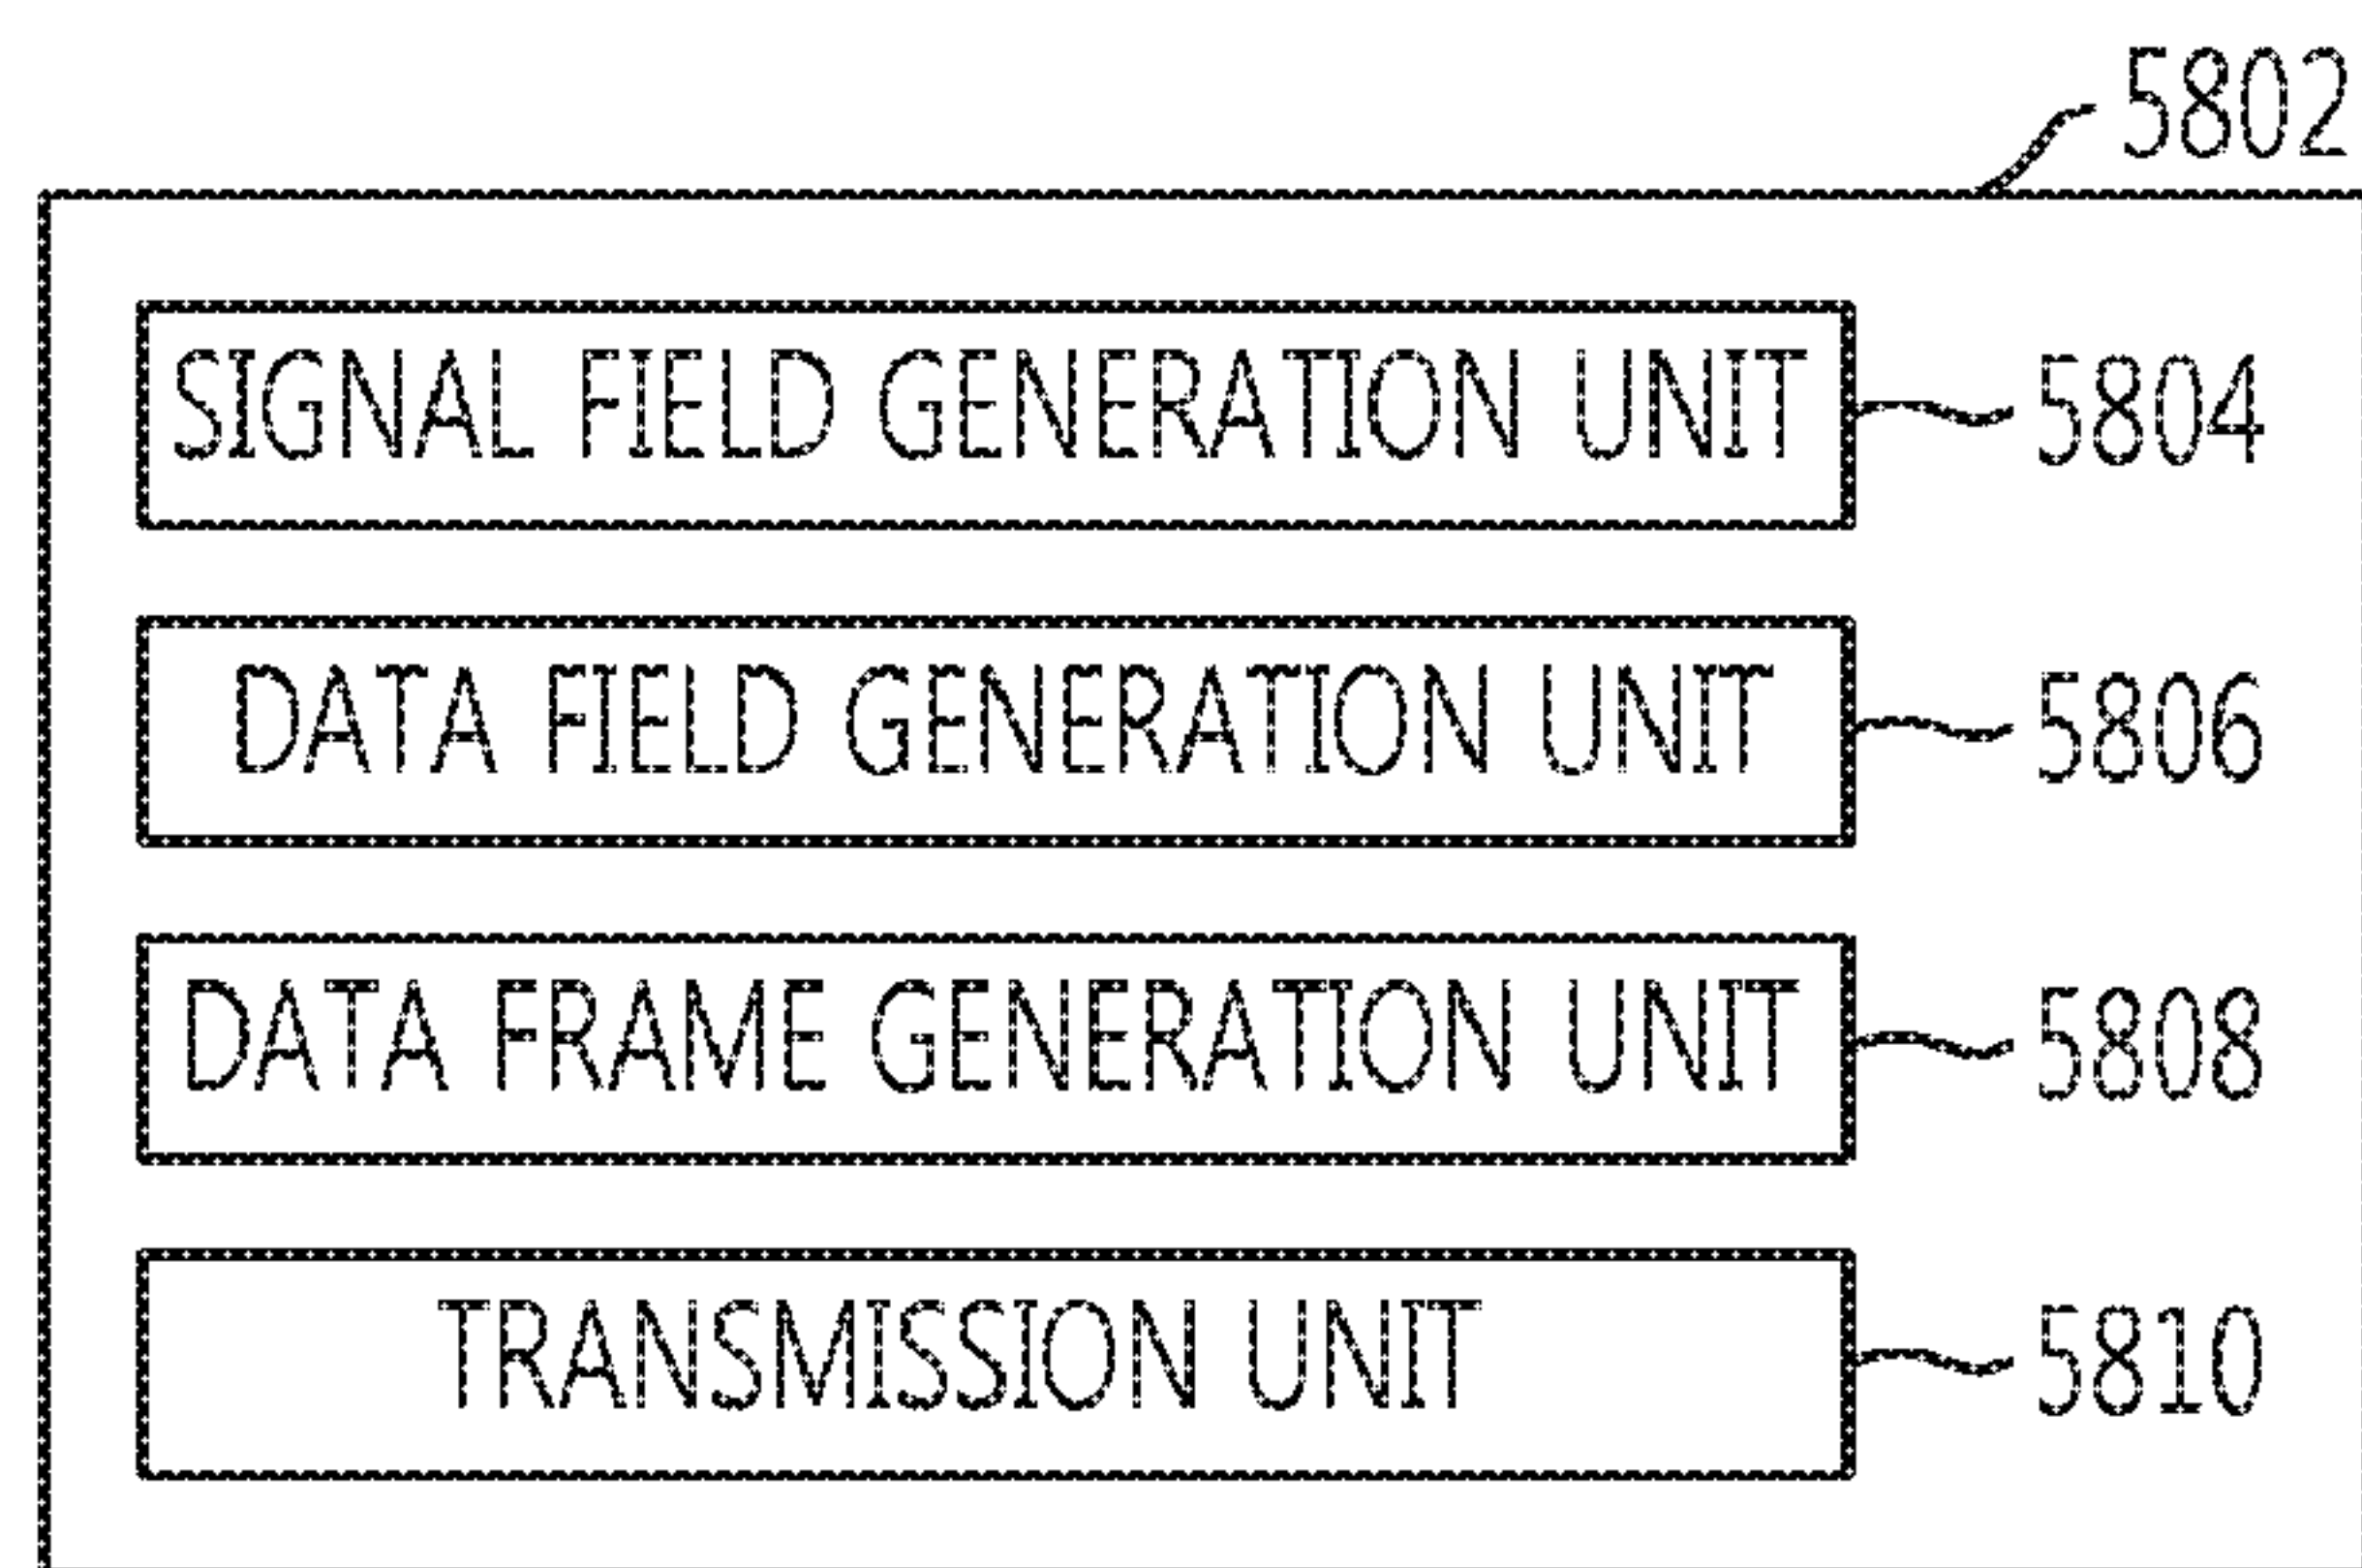 5802
SIGNAL FIELD GENERATION UNIT 5804
DATA FIELD GENERATION UNIT 5806
DATA FRAME GENERATION UNIT 5808
TRANSMISSION UNIT 5810